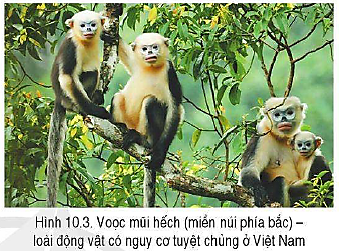 Hình 10.3. Voọc mũi hếch (miền núi phía bắc) –
loài động vật có nguy cơ tuyệt chủng ở Việt Nam